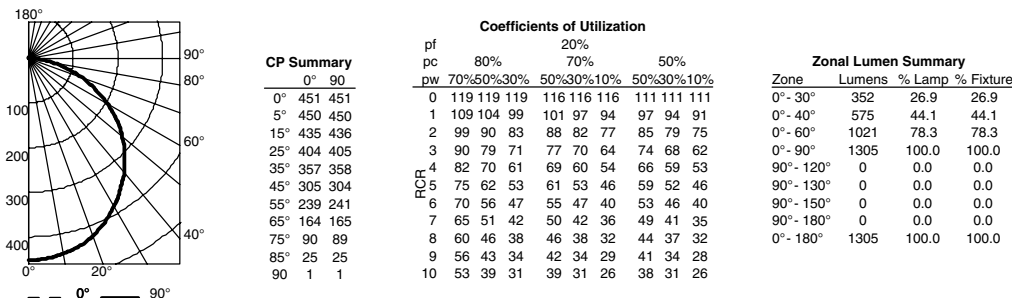 180°
90°
80°
100
60°
200
300
40°
400
0° 20°
0° 90°
CP Summary
0° 90
0° 451 451
5° 450 450
15° 435 436
25° 404 405
35° 357 358
45° 305 304
55° 239 241
65° 164 165
75° 90 89
85° 25 25
90 1 1
Coefficients of Utilization
pf 20%
pc 80% 70% 50%
pw 70%50%30% 50%30%10% 50%30%10%
RCR
0 119 119 119 116 116 116 111 111 111
1 109 104 99 101 97 94 97 94 91
2 99 90 83 88 82 77 85 79 75
3 90 79 71 77 70 64 74 68 62
4 82 70 61 69 60 54 66 59 53
5 75 62 53 61 53 46 59 52 46
6 70 56 47 55 47 40 53 46 40
7 65 51 42 50 42 36 49 41 35
8 60 46 38 46 38 32 44 37 32
9 56 43 34 42 34 29 41 34 28
10 53 39 31 39 31 26 38 31 26
Zonal Lumen Summary
Zone Lumens % Lamp % Fixture
0°- 30° 352 26.9 26.9
0°- 40° 575 44.1 44.1
0°- 60° 1021 78.3 78.3
0°- 90° 1305 100.0 100.0
90°- 120° 0 0.0 0.0
90°- 130° 0 0.0 0.0
90°- 150° 0 0.0 0.0
90°- 180° 0 0.0 0.0
0°- 180° 1305 100.0 100.0